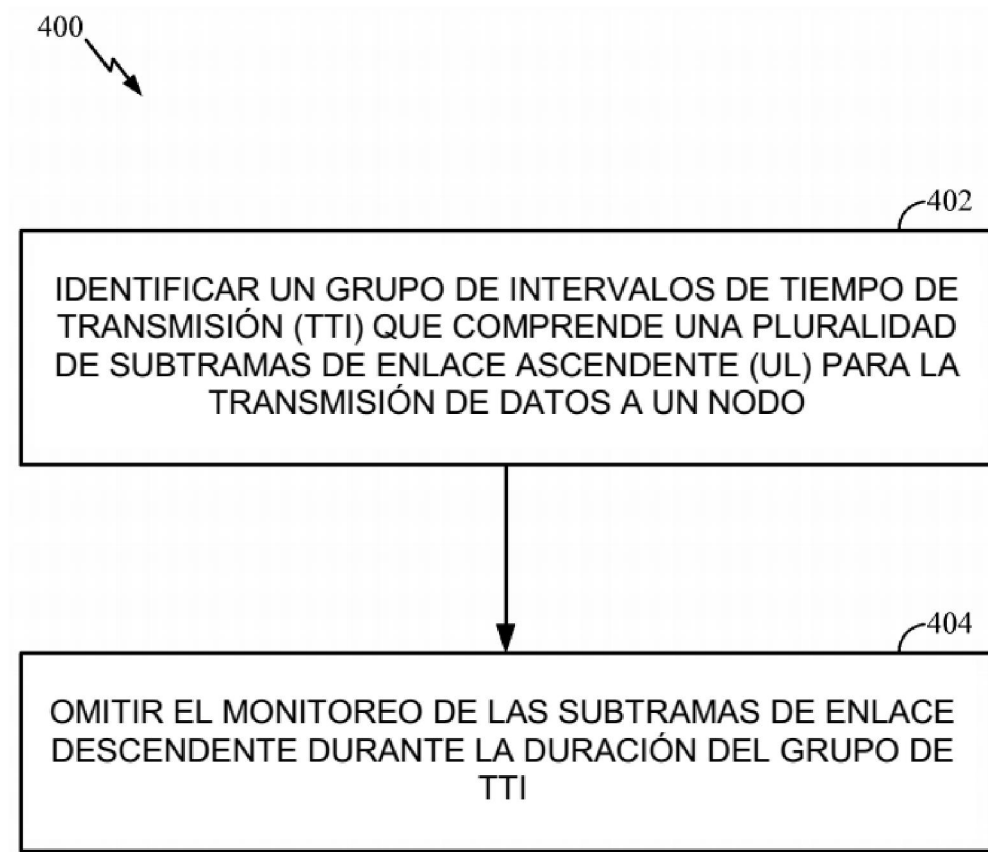 400
402
IDENTIFICAR UN GRUPO DE INTERVALOS DE TIEMPO DE
TRANSMISIÓN (TTI) QUE COMPRENDE UNA PLURALIDAD
DE SUBTRAMAS DE ENLACE ASCENDENTE (UL) PARA LA
TRANSMISIÓN DE DATOS A UN NODO
404
OMITIR EL MONITOREO DE LAS SUBTRAMAS DE ENLACE
DESCENDENTE DURANTE LA DURACIÓN DEL GRUPO DE
TTI